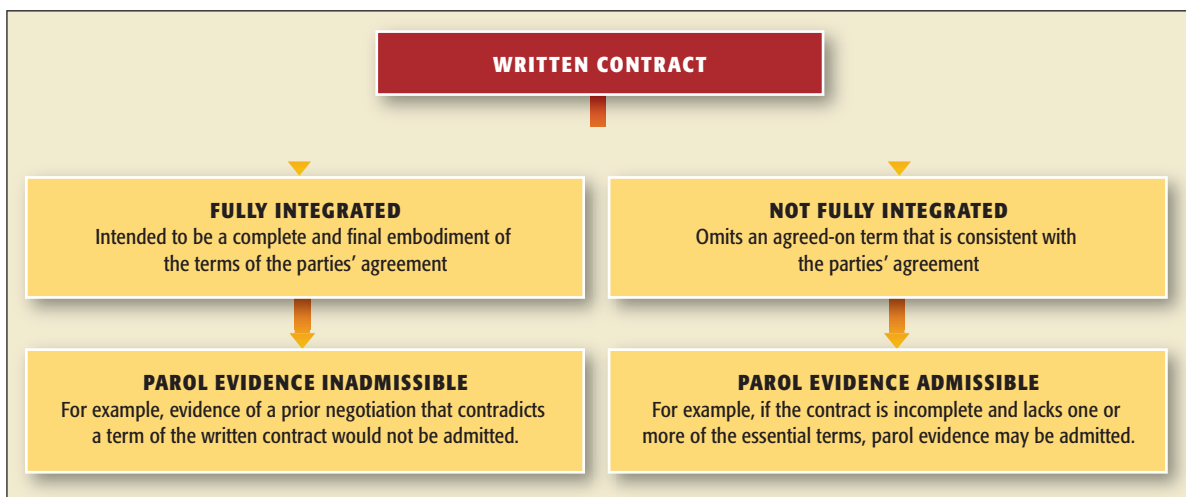 WRITTEN CONTRACT
FULLY INTEGRATED
Intended to be a complete and final embodiment of
the terms of the parties’ agreement
NOT FULLY INTEGRATED
Omits an agreed-on term that is consistent with
the parties’ agreement
PAROL EVIDENCE INADMISSIBLE
For example, evidence of a prior negotiation that contradicts
a term of the written contract would not be admitted.
PAROL EVIDENCE ADMISSIBLE
For example, if the contract is incomplete and lacks one or
more of the essential terms, parol evidence may be admitted.